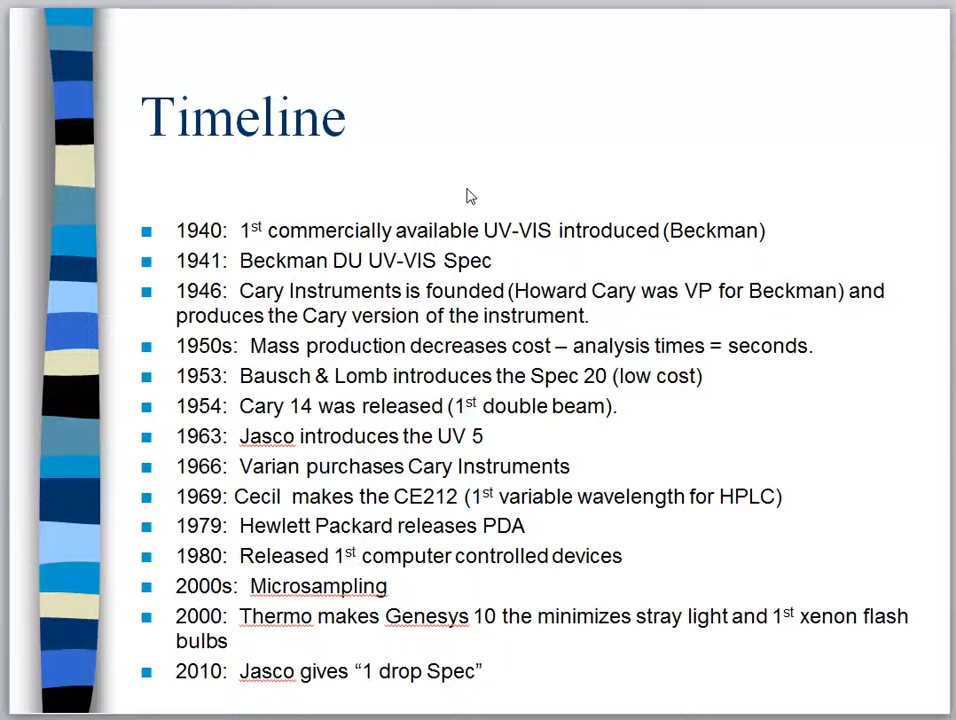 Timeline
1940: 1st commercially available UV-VIS introduced (Beckman)
1941: Beckman DU UV-VIS Spec
1946: Cary Instruments is founded (Howard Cary was VP for Beckman) and
produces the Cary version of the instrument.
1950s: Mass production decreases cost – analysis times = seconds.
1953: Bausch & Lomb introduces the Spec 20 (low cost)
1954: Cary 14 was released (1st double beam).
1963: Jasco introduces the UV 5
1966: Varian purchases Cary Instruments
1969: Cecil makes the CE212 (1st variable wavelength for HPLC)
1979: Hewlett Packard releases PDA
1980: Released 1st computer controlled devices
2000s: Microsampling
2000: Thermo makes Genesys 10 the minimizes stray light and 1st xenon flash
bulbs
2010: Jasco gives “1 drop Spec”